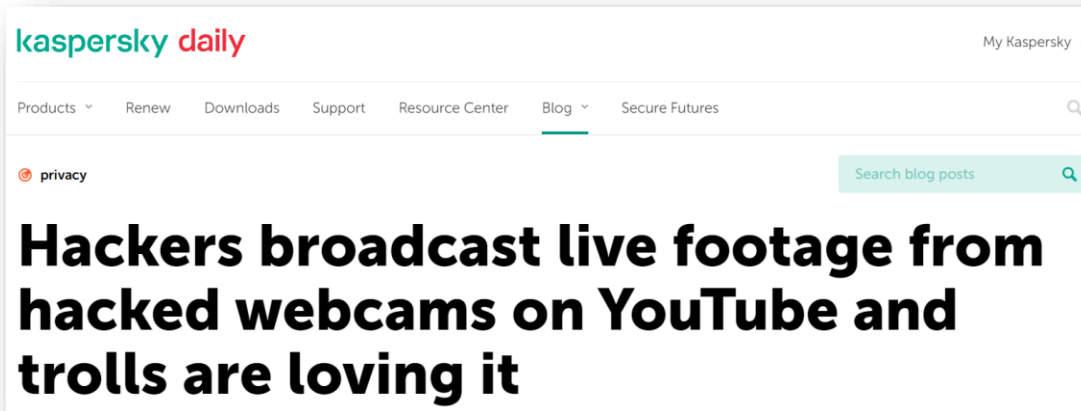 kaspersky daily
My Kaspersky
Products Renew Downloads Support Resource Center Blog Secure Futures
privacy
Search blog posts
Hackers broadcast live footage from
hacked webcams on YouTube and
trolls are loving it